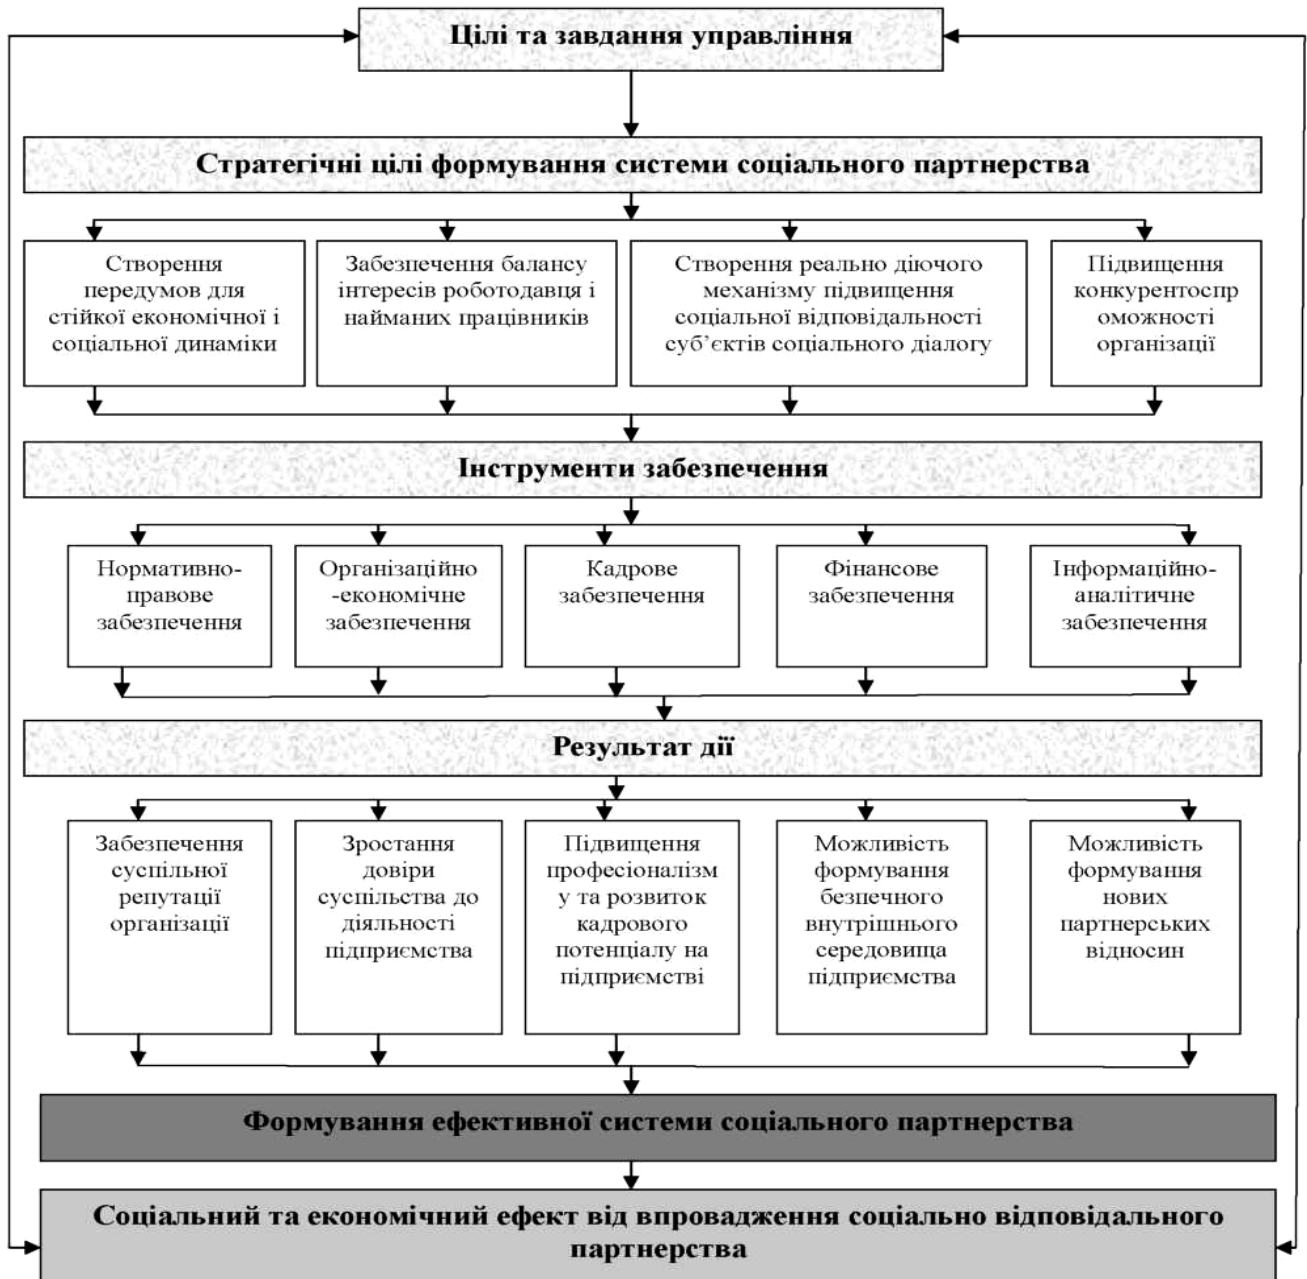 Цілі та завдання управління
Стратегічні цілі формування системи соціального партнерства
Створення
передумов для
стійкої економічної і
соціальної динаміки
Забезпечення балансу
інтересів роботодавця і
найманих працівників
Створення реально діючого
механізму підвищення
соціальної відповідальності
суб’єктів соціального діалогу
Підвищення
конкурентоспр
оможності
організації
Інструменти забезпечення
Нормативно-
правове
забезпечення
Організаційно
-економічне
забезпечення
Кадрове
забезпечення
Фінансове
забезпечення
Інформаційно-
аналітичне
забезпечення
Результат дії
Забезпечення
суспільної
репутації
організації
Зростання
довіри
суспільства до
діяльності
підприємства
Підвищення
професіоналізм
у та розвиток
кадрового
потенціалу на
підприємстві
Можливість
формування
безпечного
внутрішнього
середовища
підприємства
Можливість
формування
нових
партнерських
відносин
Формування ефективної системи соціального партнерства
Соціальний та економічний ефект від впровадження соціально відповідального
партнерства